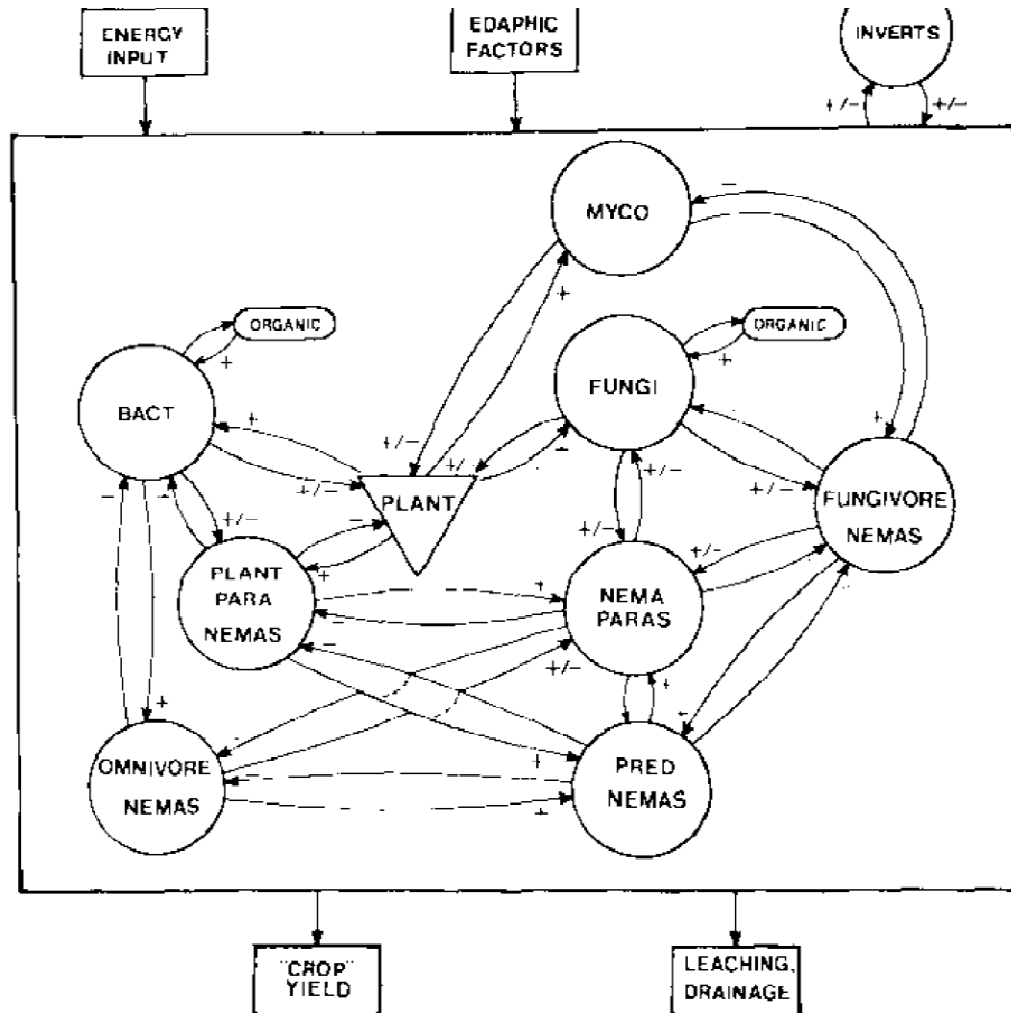 ENERGY
INPUT
EDAPHIC
FACTORS
INVERTS
+/-
+/-
MYCO
-
+
ORGANIC
+
ORGANIC
+
BACT
FUNGI
+
+/-
+/-
+/-
-
+
PLANT
+/-
+/-
+/-
FUNGIVORE
NEMAS
-
-
+/-
-
+/-
+/-
PLANT
PARA
NEMAS
+
+
NEMA
PARAS
-
-
+/-
+
+
-
OMNIVORE
NEMAS
+
+
PRED
NEMAS
"CROP"
YIELD
LEACHING,
DRAINAGE